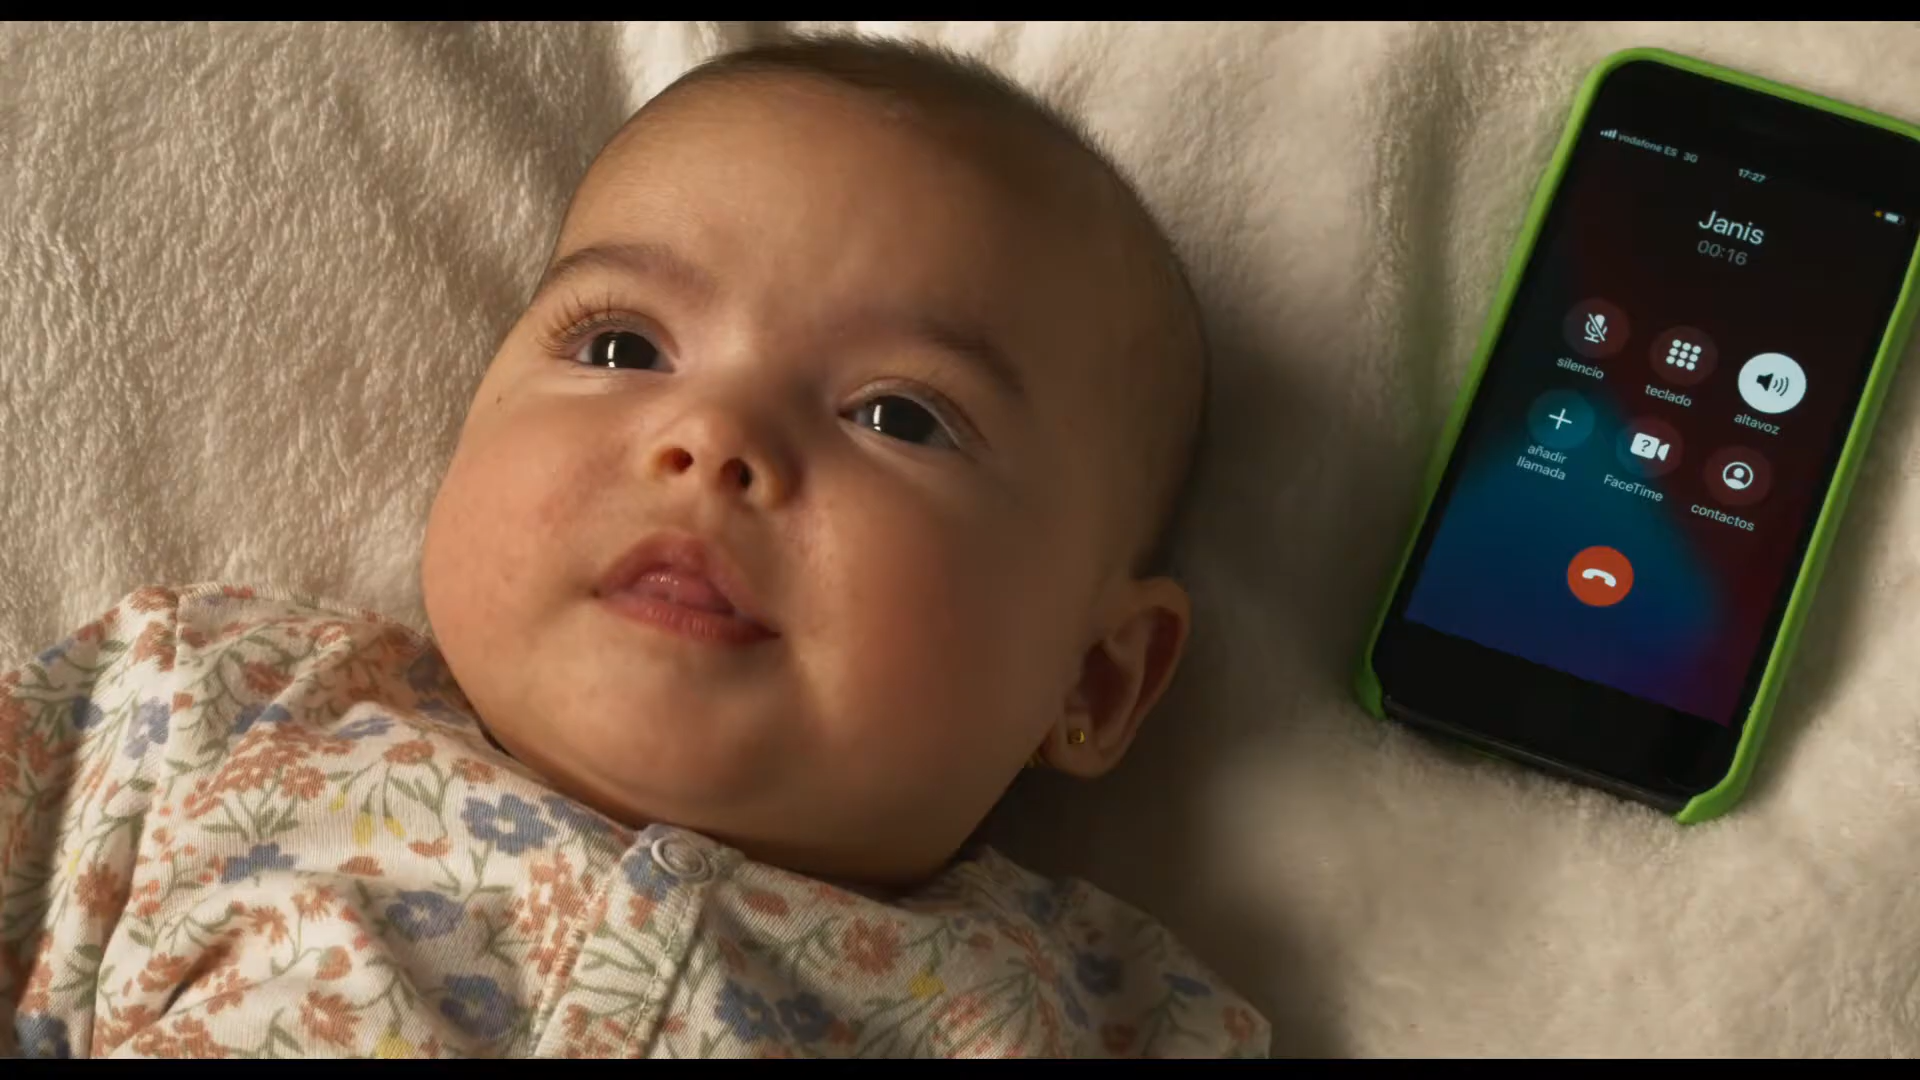 vodafone ES 3G
17:27
Janis
00:16
silencio
teclado
altavoz
añadir
llamada
?
FaceTime
contactos